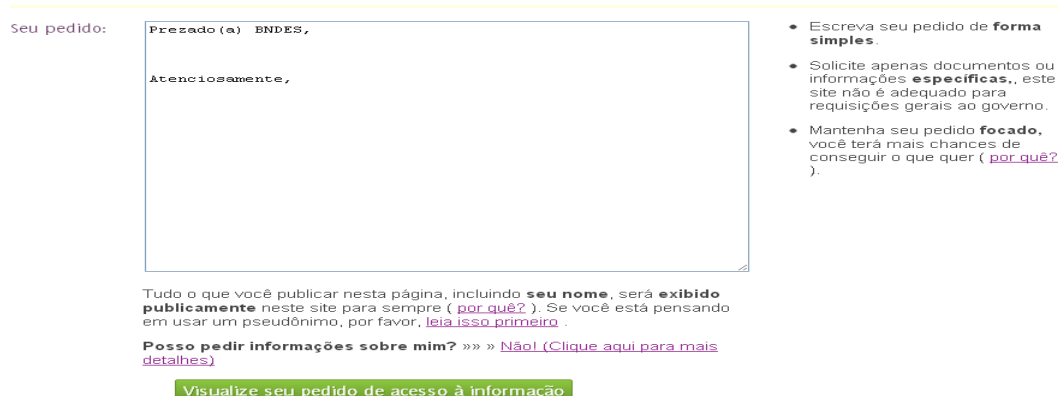 Seu pedido:
Prezado(a) BNDES,
Atenciosamente,
Tudo o que você publicar nesta página, incluindo seu nome, será exibido
publicamente neste site para sempre ( por quê? ). Se você está pensando
em usar um pseudônimo, por favor, leia isso primeiro .
Posso pedir informações sobre mim? »» » Não! (Clique aqui para mais
detalhes)
Visualize seu pedido de acesso à informação
• Escreva seu pedido de forma
simples.
• Solicite apenas documentos ou
informações específicas,, este
site não é adequado para
requisições gerais ao governo.
• Mantenha seu pedido focado,
você terá mais chances de
conseguir o que quer ( por quê?
).